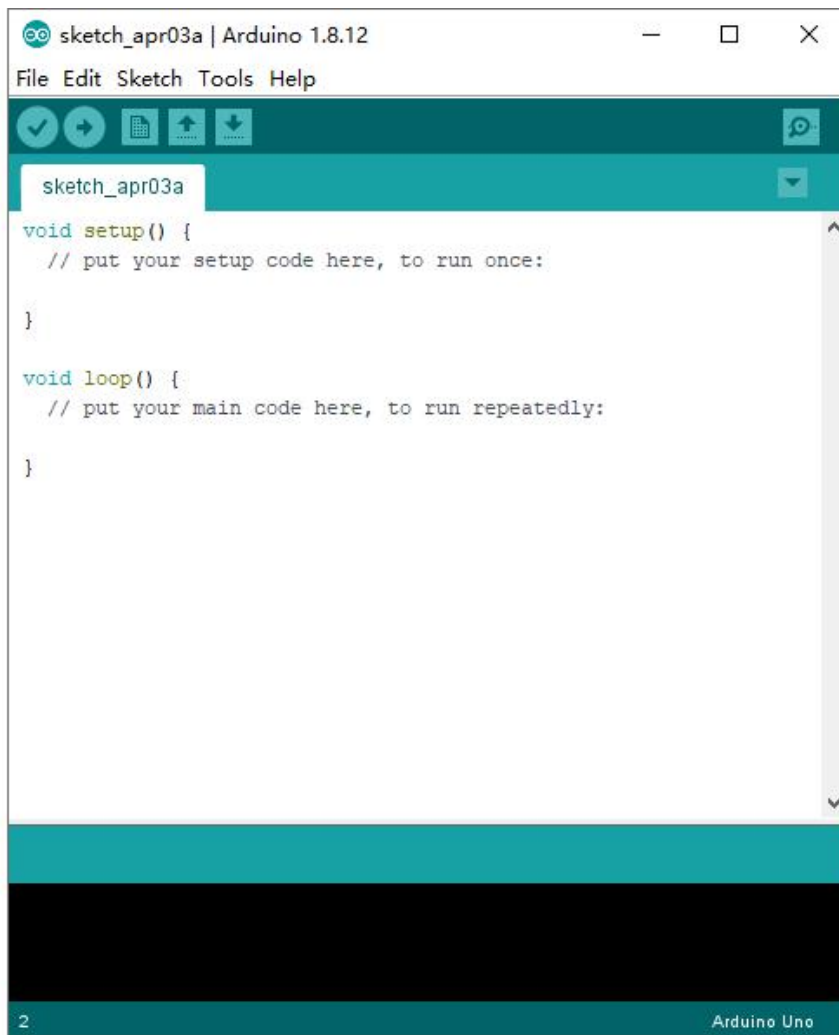 sketch_apr03a | Arduino 1.8.12
File Edit Sketch Tools Help
sketch_apr03a
void setup() {
  // put your setup code here, to run once:
}
void loop() {
  // put your main code here, to run repeatedly:
}
2 Arduino Uno